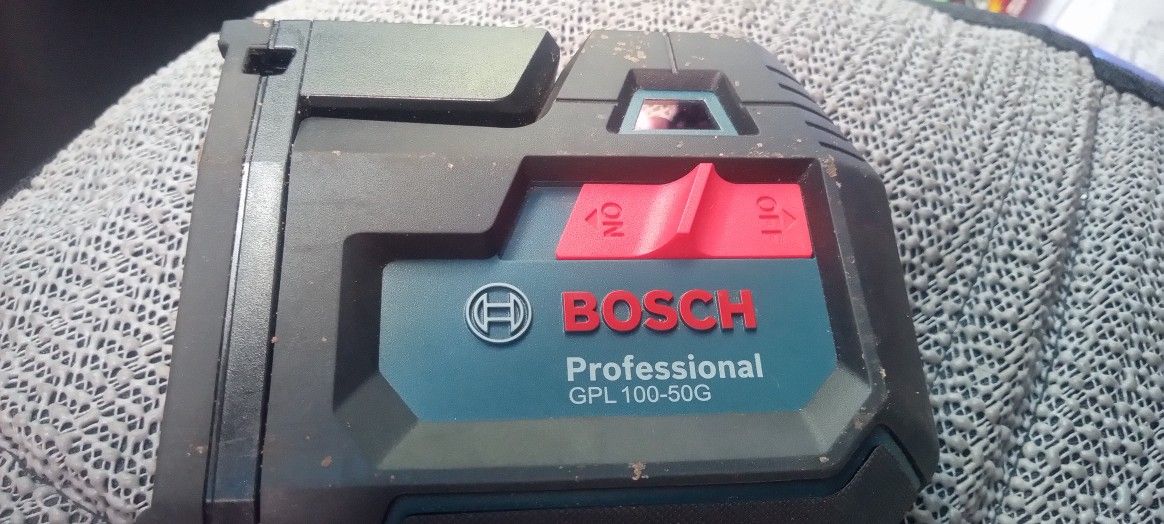 ON
OFF
BOSCH
Professional
GPL 100-50G